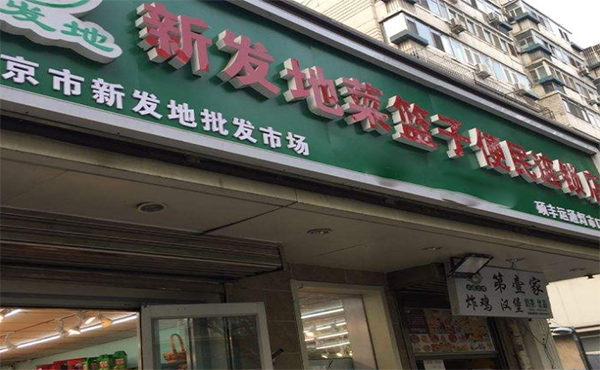 发地
新发地菜篮子便民连锁店
京市新发地批发市场
第壹家
炸鸡 汉堡